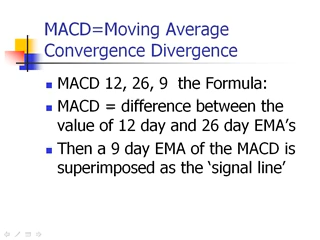 MACD=Moving Average
Convergence Divergence
MACD 12, 26, 9  the Formula:
MACD = difference between the
value of 12 day and 26 day EMA's
Then a 9 day EMA of the MACD is
superimposed as the ‘signal line’